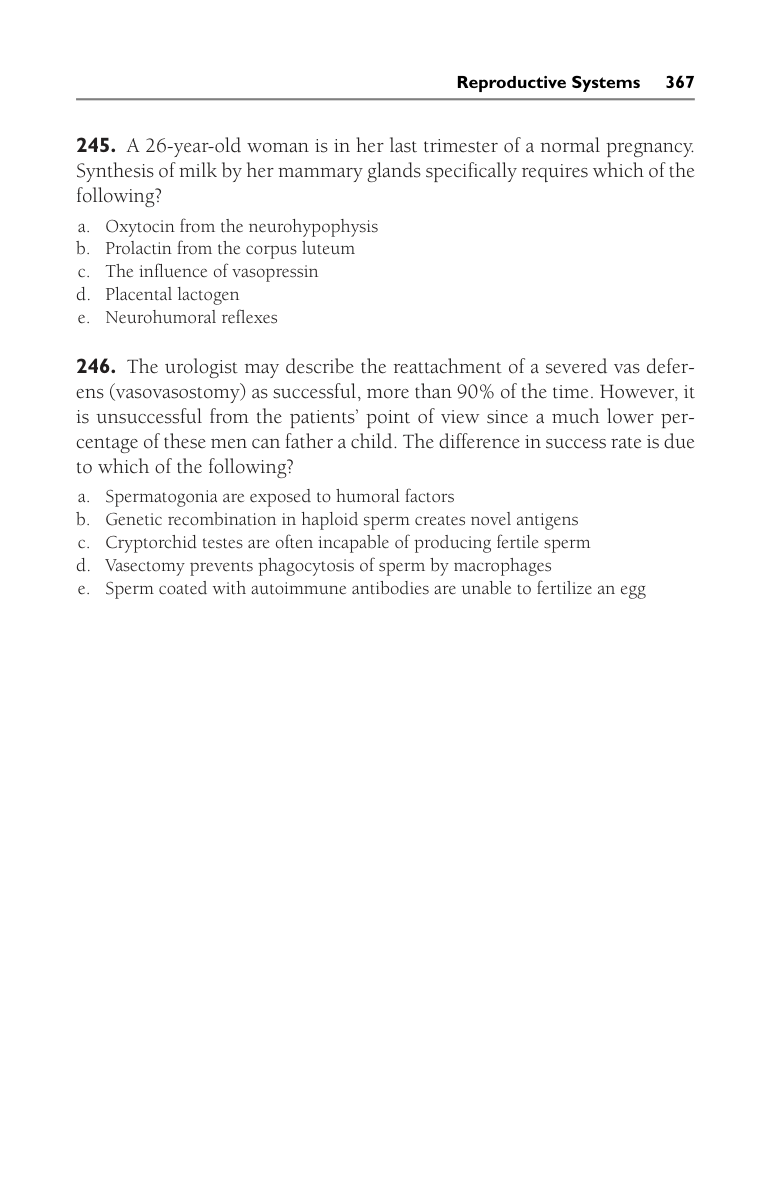 Reproductive Systems 367
245. A 26-year-old woman is in her last trimester of a normal pregnancy.
Synthesis of milk by her mammary glands specifically requires which of the
following?
a. Oxytocin from the neurohypophysis
b. Prolactin from the corpus luteum
c. The influence of vasopressin
d. Placental lactogen
e. Neurohumoral reflexes
246. The urologist may describe the reattachment of a severed vas defer-
ens (vasovasostomy) as successful, more than 90% of the time. However, it
is unsuccessful from the patients’ point of view since a much lower per-
centage of these men can father a child. The difference in success rate is due
to which of the following?
a. Spermatogonia are exposed to humoral factors
b. Genetic recombination in haploid sperm creates novel antigens
c. Cryptorchid testes are often incapable of producing fertile sperm
d. Vasectomy prevents phagocytosis of sperm by macrophages
e. Sperm coated with autoimmune antibodies are unable to fertilize an egg